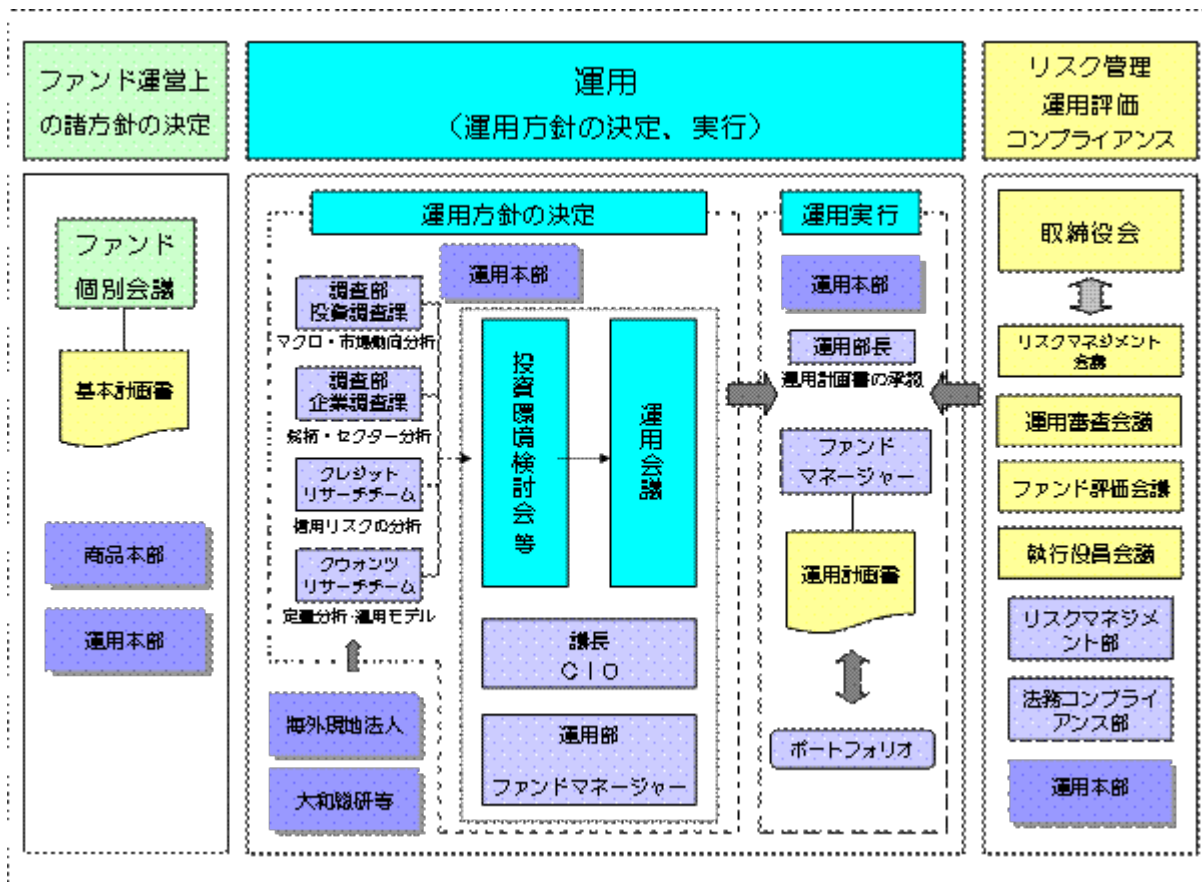 ファンド運営上
の諸方針の決定
運用
（運用方針の決定、実行）
リスク管理
運用評価
コンプライアンス
ファンド
個別会議
基本計画書
商品本部
運用本部
運用方針の決定
運用本部
調査部
投資調査課
マクロ・市場動向分析
調査部
企業調査課
銘柄・セクター分析
クレジット
リサーチチーム
信用リスクの分析
クウォンツ
リサーチチーム
定量分析・運用モデル
海外現地法人
大和総研等
投資環境検討会 等
運用会議
議長
ＣＩＯ
運用部
ファンドマネージャー
運用実行
運用本部
運用部長
運用計画書の承認
ファンド
マネージャー
運用計画書
ポートフォリオ
取締役会
リスクマネジメント
会議
運用審査会議
ファンド評価会議
執行役員会議
リスクマネジメ
ント部
法務コンプライ
アンス部
運用本部